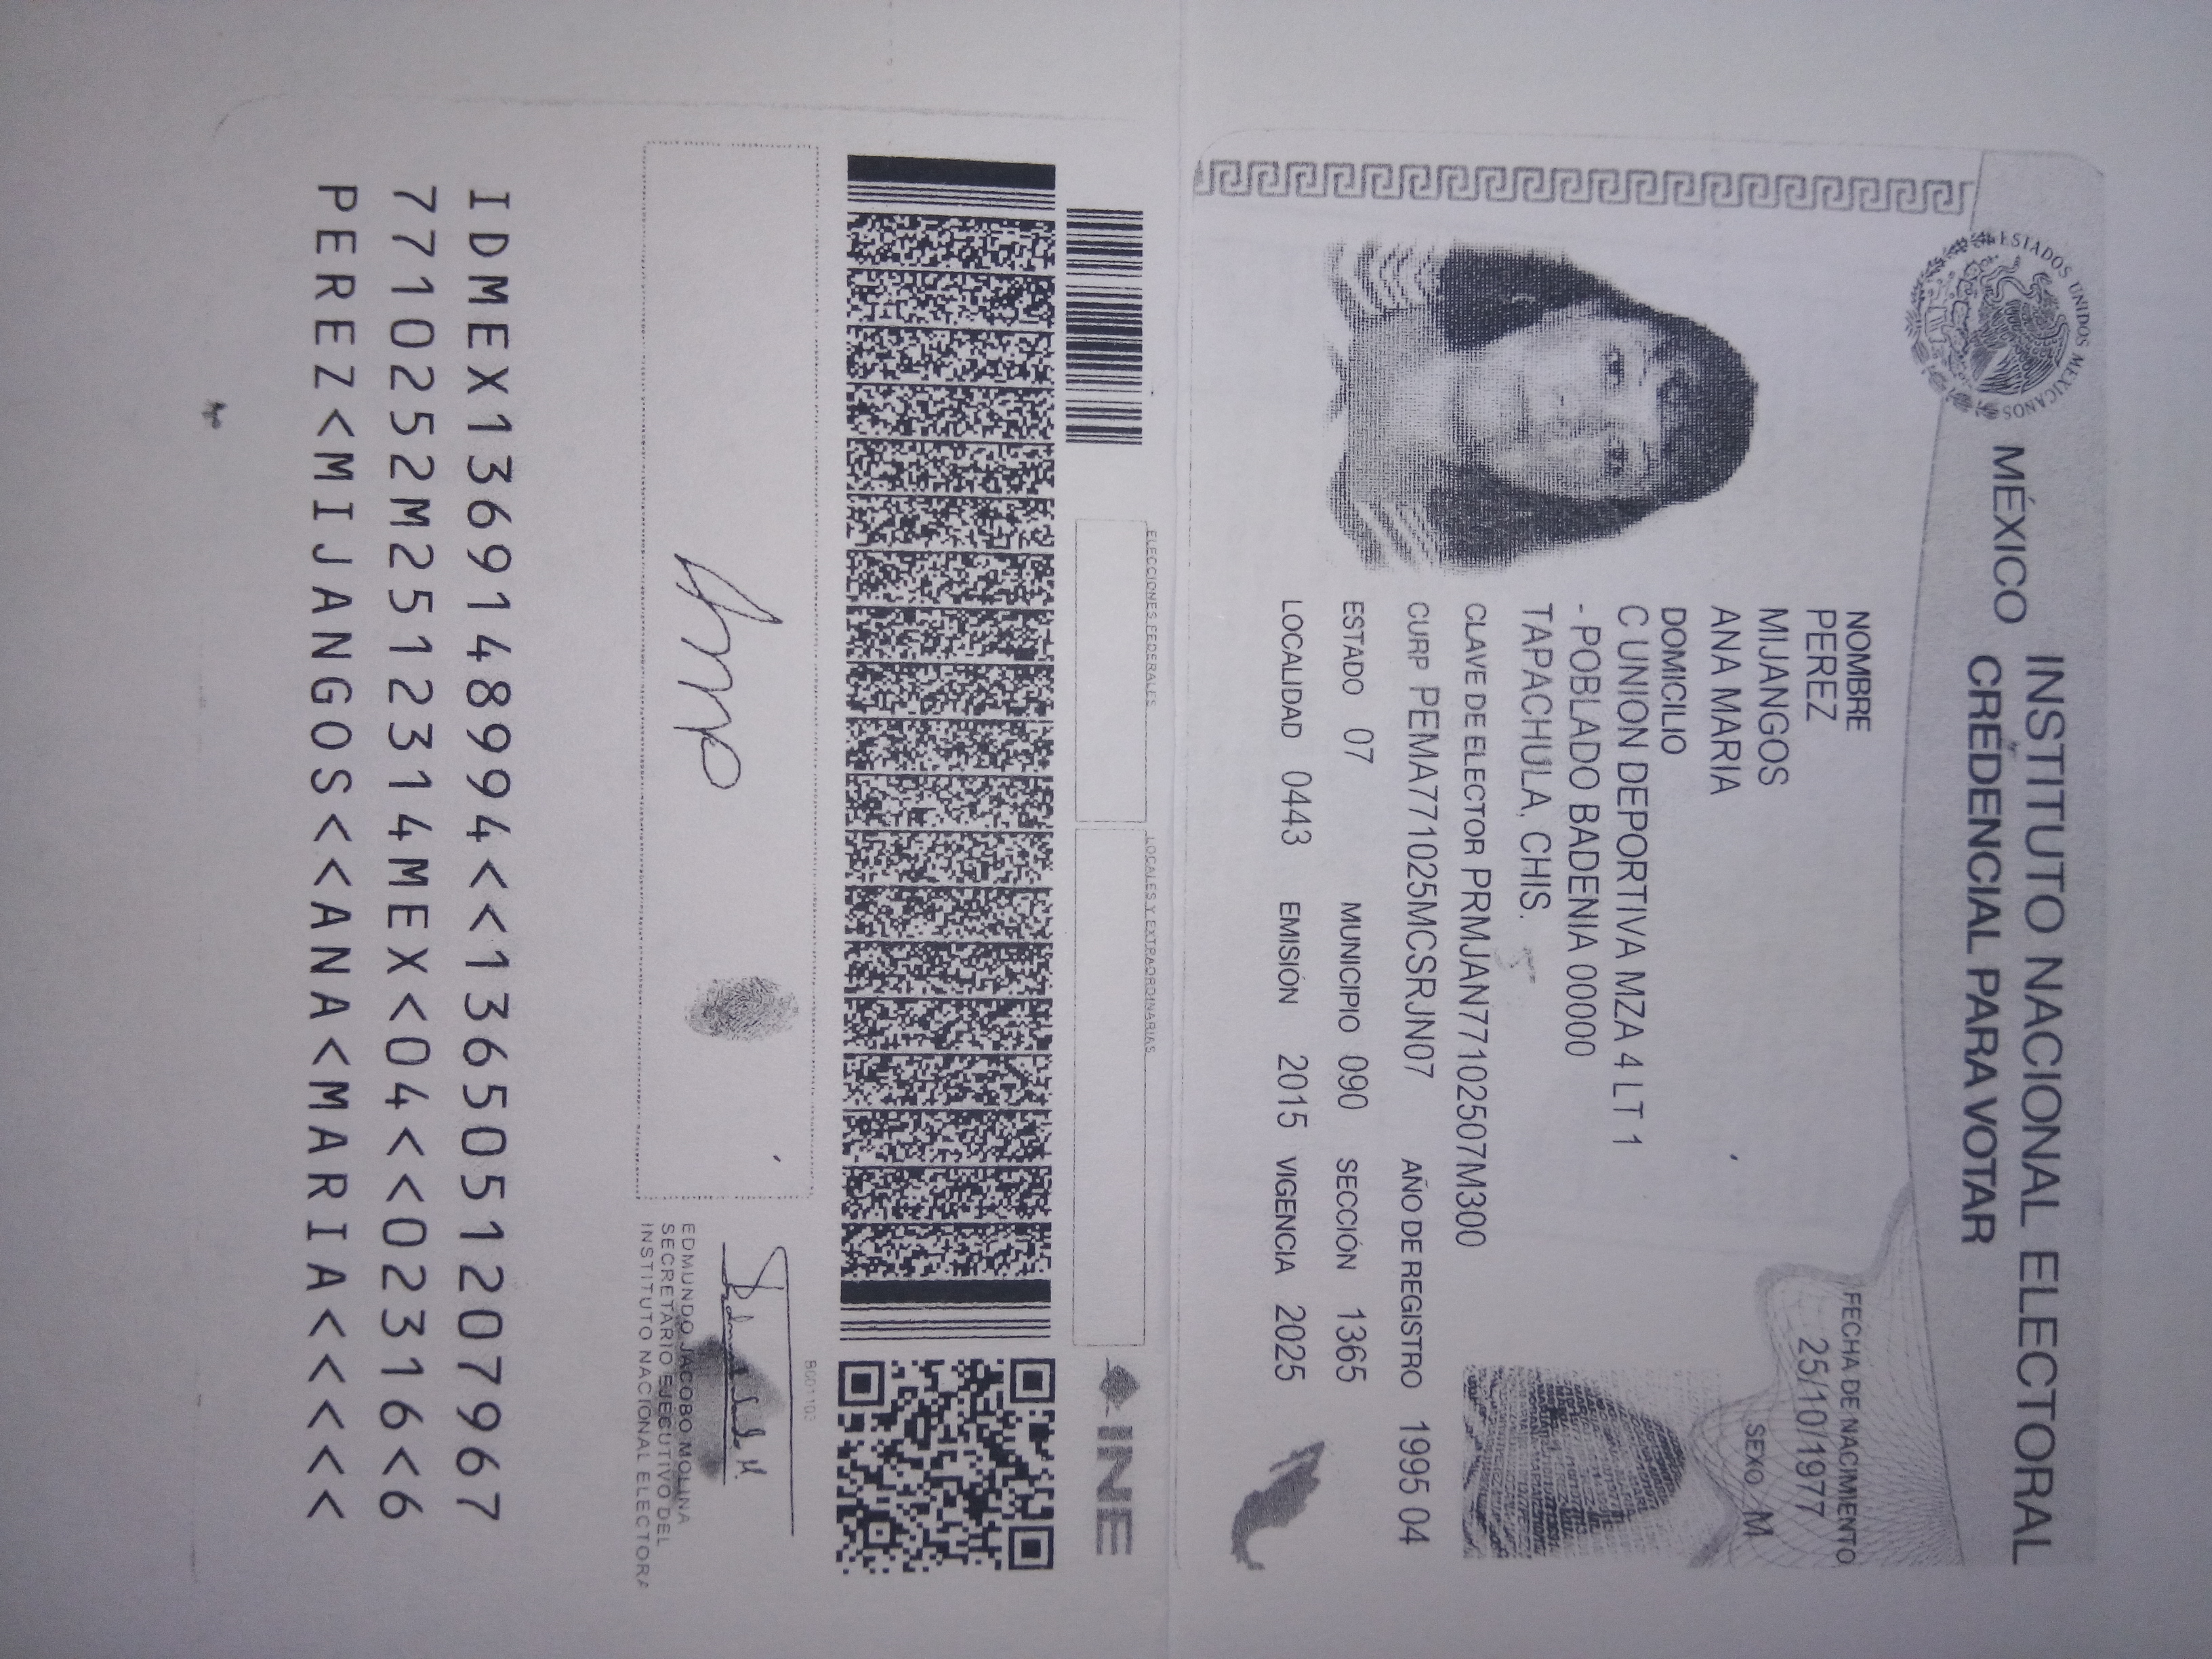 ESTADOS UNIDOS MEXICANOS
MÉXICO
INSTITUTO NACIONAL ELECTORAL
CREDENCIAL PARA VOTAR
NOMBRE
PEREZ
MIJANGOS
ANA MARIA
FECHA DE NACIMIENTO
25/10/1977
SEXO M
DOMICILIO
C UNION DEPORTIVA MZA 4 LT 1
- POBLADO BADENIA 00000
TAPACHULA, CHIS.
CLAVE DE ELECTOR PRMJAN77102507M300
CURP PEMA771025MCSRJN07 AÑO DE REGISTRO 1995 04
ESTADO 07 MUNICIPIO 090 SECCIÓN 1365
LOCALIDAD 0443 EMISIÓN 2015 VIGENCIA 2025
ELECCIONES FEDERALES LOCALES Y EXTRAORDINARIAS
INE
EDMUNDO JACOBO MOLINA
SECRETARIO EJECUTIVO DEL
INSTITUTO NACIONAL ELECTORA
IDMEX1369148994<<1365051207967
7710252M2512314MEX<04<<02316<6
PEREZ<MIJANGOS<<ANA<MARIA<<<<<